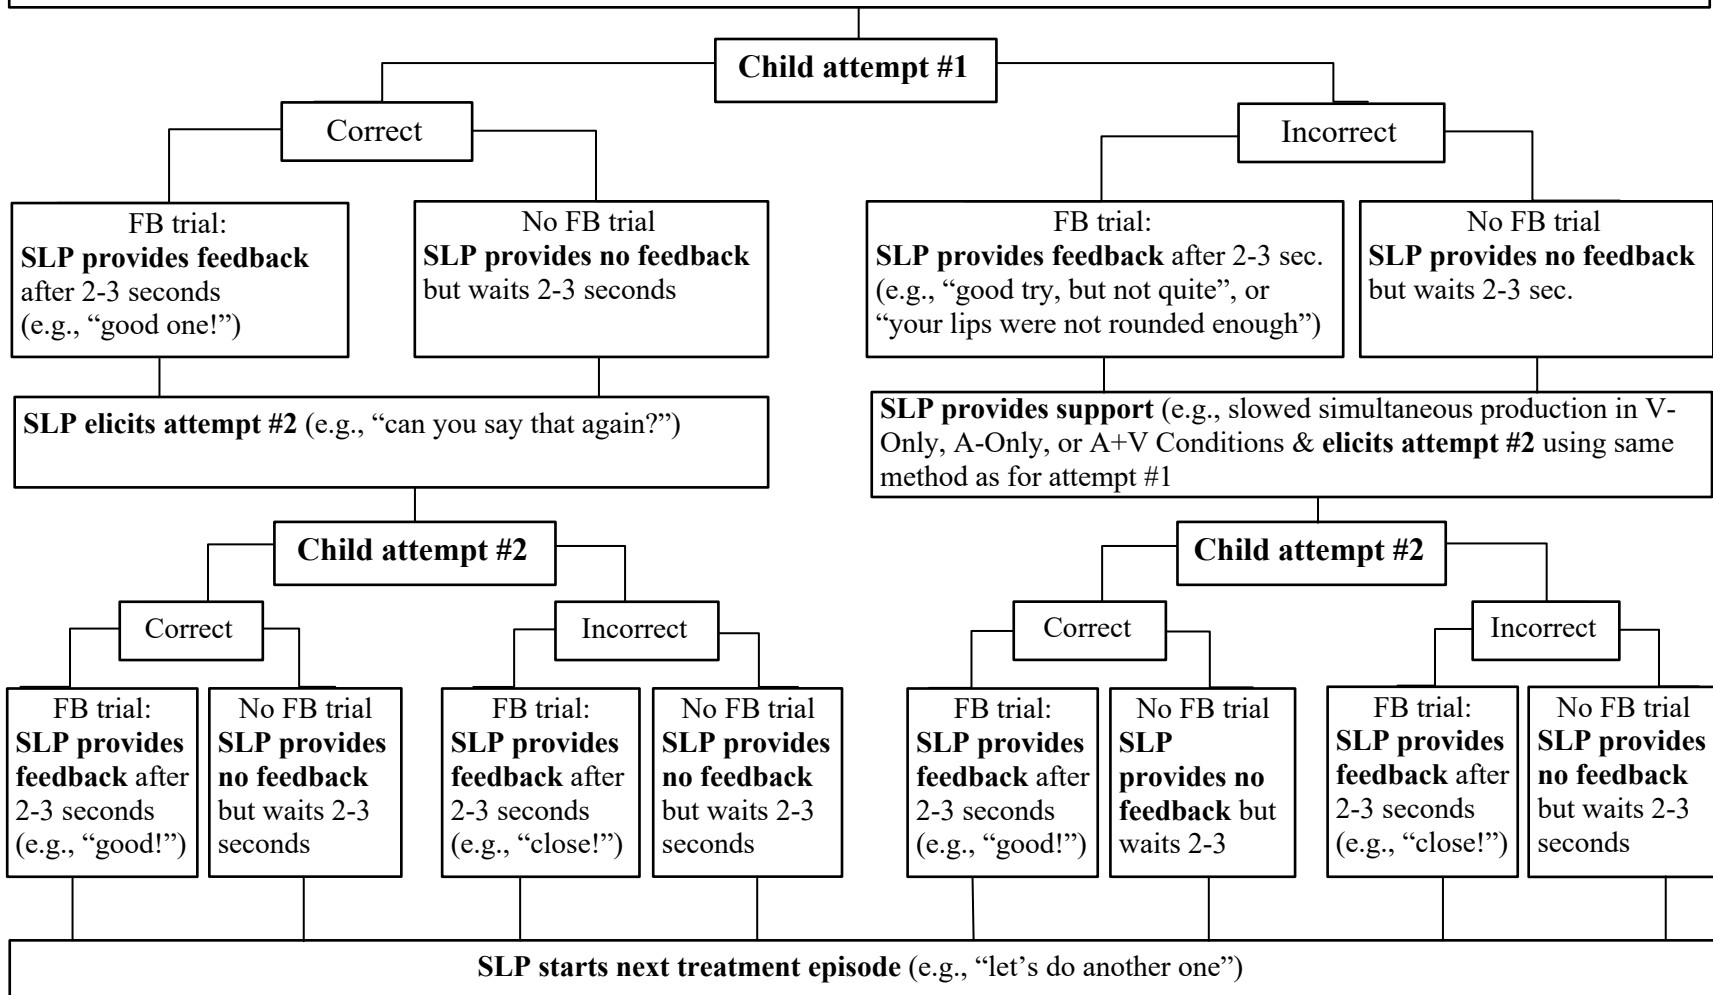 Child attempt #1
Correct
Incorrect
FB trial:
SLP provides feedback
after 2-3 seconds
(e.g., “good one!”)
No FB trial
SLP provides no feedback
but waits 2-3 seconds
FB trial:
SLP provides feedback after 2-3 sec.
(e.g., “good try, but not quite”, or
“your lips were not rounded enough”)
No FB trial
SLP provides no feedback
but waits 2-3 sec.
SLP elicits attempt #2 (e.g., “can you say that again?”)
SLP provides support (e.g., slowed simultaneous production in V-
Only, A-Only, or A+V Conditions & elicits attempt #2 using same
method as for attempt #1
Child attempt #2
Child attempt #2
Correct
Incorrect
Correct
Incorrect
FB trial:
SLP provides
feedback after
2-3 seconds
(e.g., “good!”)
No FB trial
SLP provides
no feedback
but waits 2-3
seconds
FB trial:
SLP provides
feedback after
2-3 seconds
(e.g., “close!”)
No FB trial
SLP provides
no feedback
but waits 2-3
seconds
FB trial:
SLP provides
feedback after
2-3 seconds
(e.g., “good!”)
No FB trial
SLP
provides no
feedback but
waits 2-3
FB trial:
SLP provides
feedback after
2-3 seconds
(e.g., “close!”)
No FB trial
SLP provides
no feedback
but waits 2-3
seconds
SLP starts next treatment episode (e.g., “let’s do another one”)